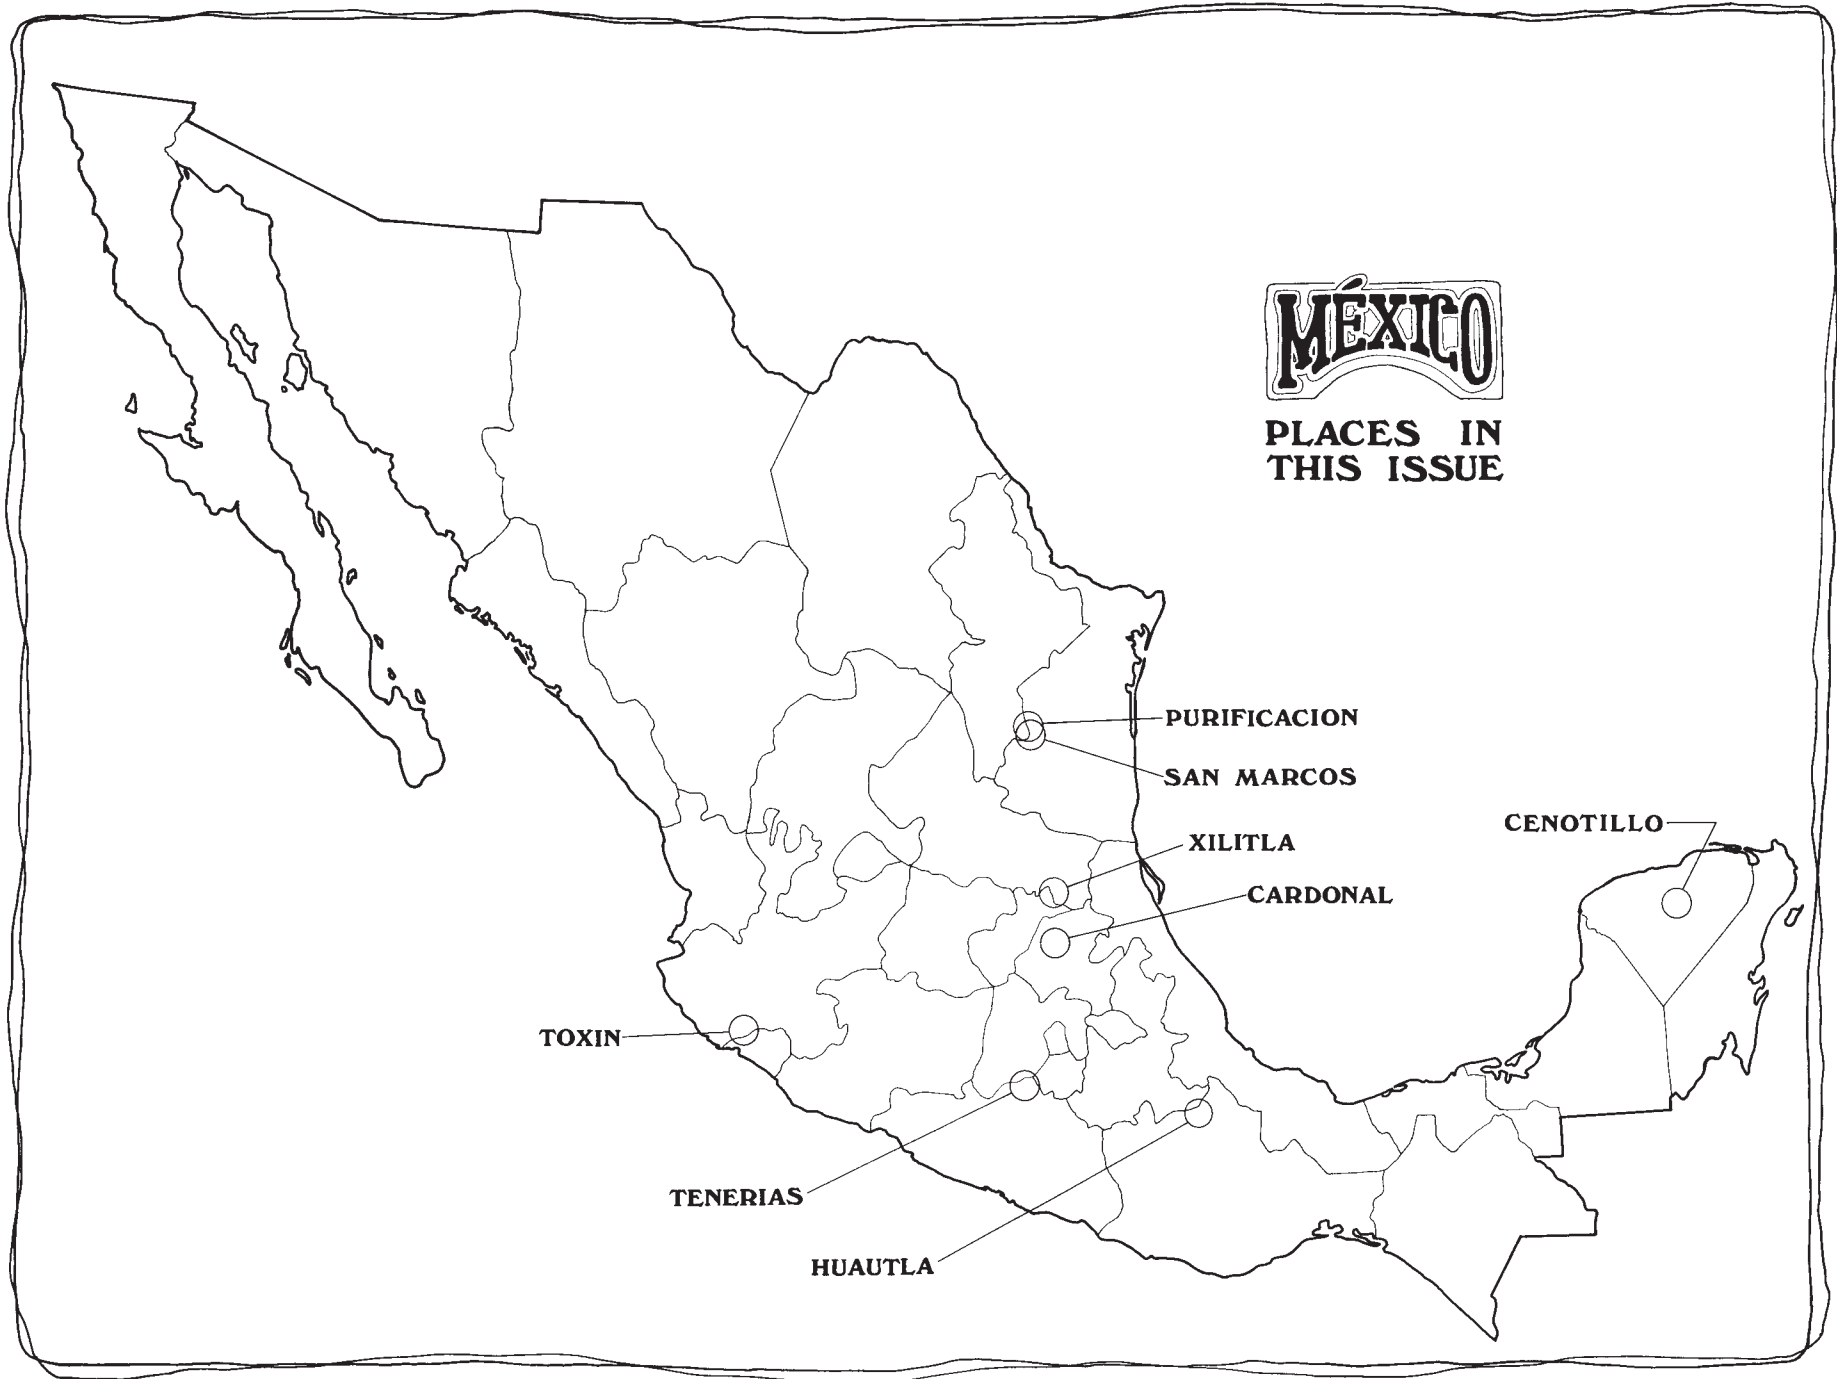 MÉXICO
PLACES IN
THIS ISSUE
PURIFICACION
SAN MARCOS
CENOTILLO
XILITLA
CARDONAL
TOXIN
TENERIAS
HUAUTLA